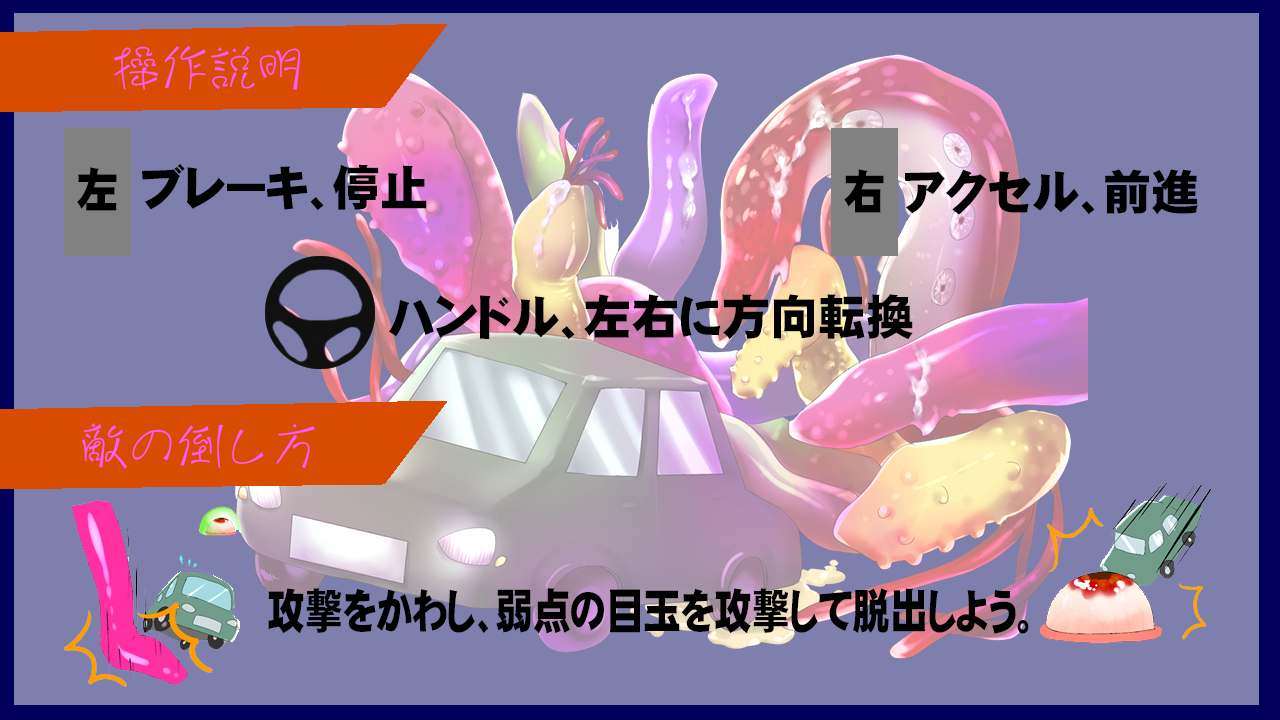 操作説明
左 ブレーキ、停止
右 アクセル、前進
ハンドル、左右に方向転換
敵の倒し方
攻撃をかわし、弱点の目玉を攻撃して脱出しよう。